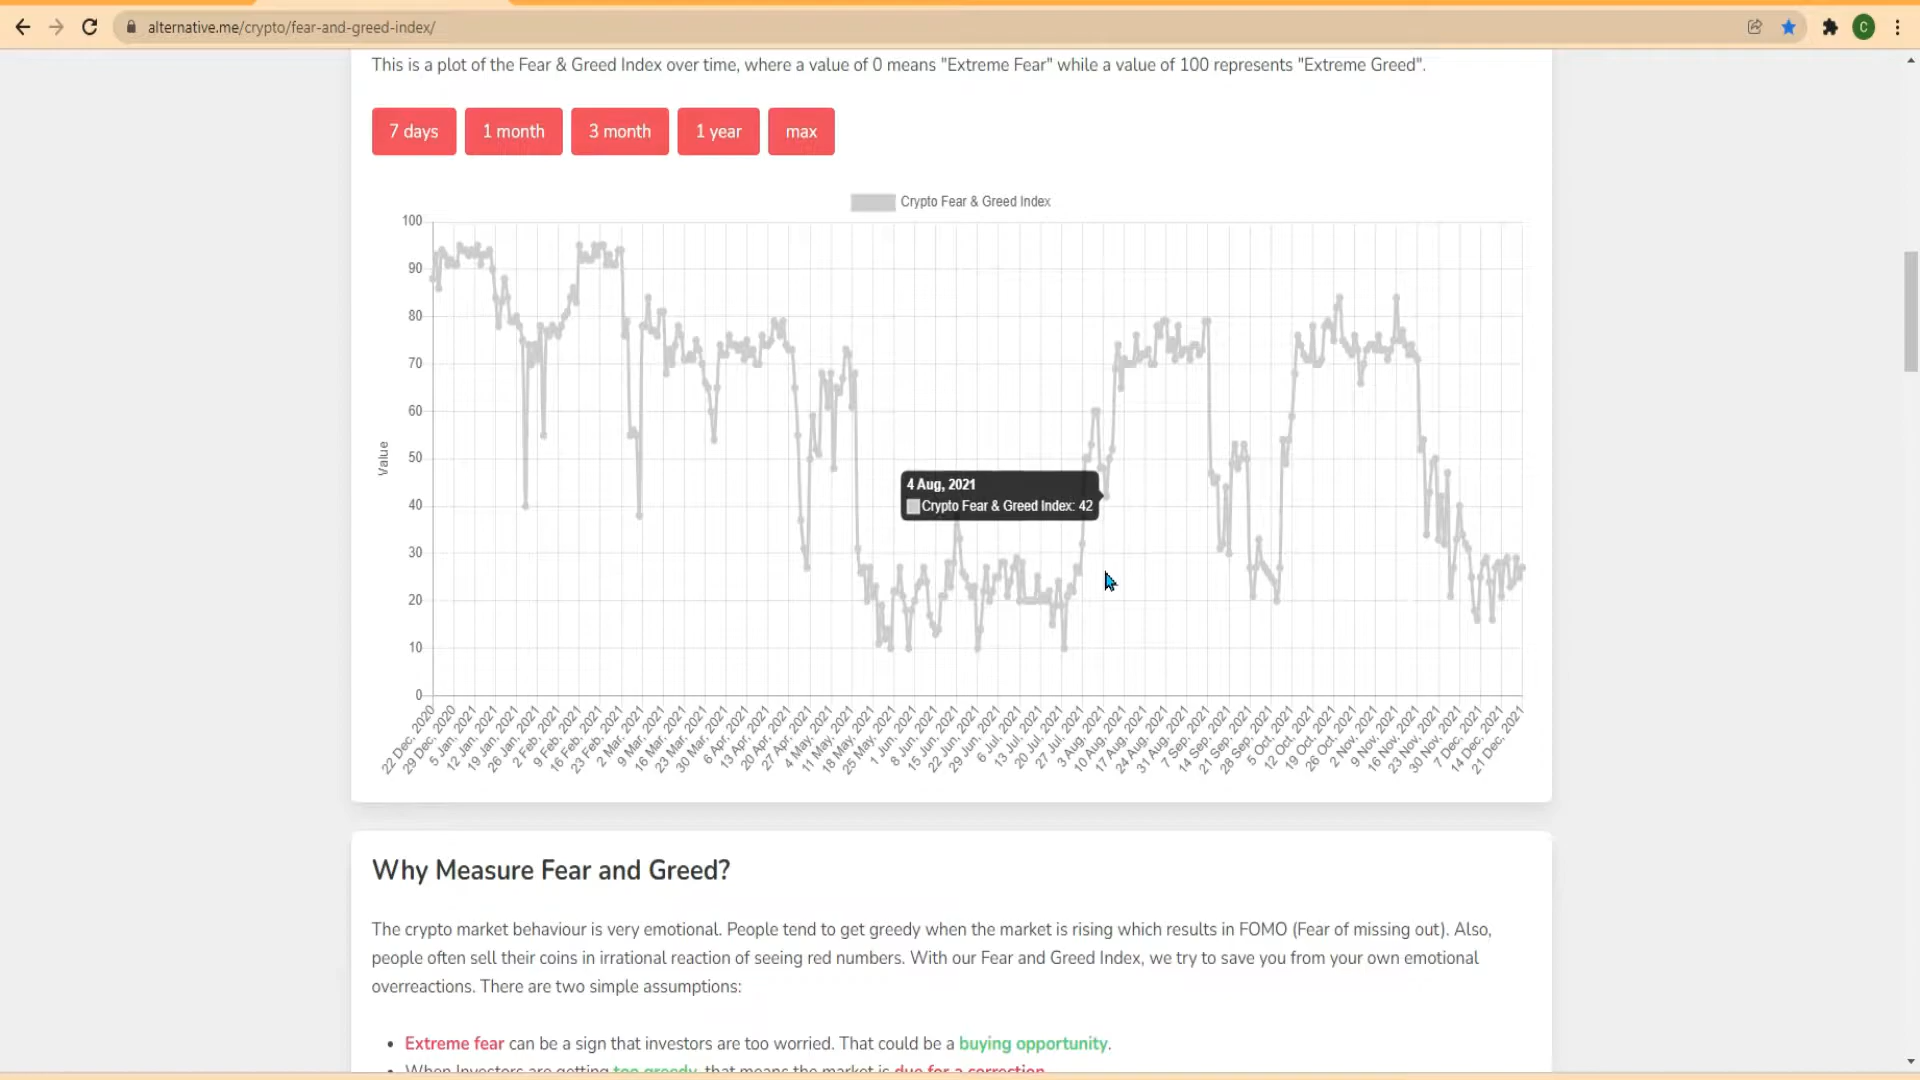 alternative.me/crypto/fear-and-greed-index/
C
This is a plot of the Fear & Greed Index over time, where a value of 0 means "Extreme Fear" while a value of 100 represents "Extreme Greed".
7 days 1 month 3 month 1 year max
Crypto Fear & Greed Index
100
90
80
70
60
50
40
30
20
10
0
Value
4 Aug, 2021
Crypto Fear & Greed Index: 42
22 Dec, 2020
29 Dec, 2020
5 Jan, 2021
12 Jan, 2021
19 Jan, 2021
26 Jan, 2021
2 Feb, 2021
9 Feb, 2021
16 Feb, 2021
23 Feb, 2021
2 Mar, 2021
9 Mar, 2021
16 Mar, 2021
23 Mar, 2021
30 Mar, 2021
6 Apr, 2021
13 Apr, 2021
20 Apr, 2021
27 Apr, 2021
4 May, 2021
11 May, 2021
18 May, 2021
25 May, 2021
1 Jun, 2021
8 Jun, 2021
15 Jun, 2021
22 Jun, 2021
29 Jun, 2021
6 Jul, 2021
13 Jul, 2021
20 Jul, 2021
27 Jul, 2021
3 Aug, 2021
10 Aug, 2021
17 Aug, 2021
24 Aug, 2021
31 Aug, 2021
7 Sep, 2021
14 Sep, 2021
21 Sep, 2021
28 Sep, 2021
5 Oct, 2021
12 Oct, 2021
19 Oct, 2021
26 Oct, 2021
2 Nov, 2021
9 Nov, 2021
16 Nov, 2021
23 Nov, 2021
30 Nov, 2021
7 Dec, 2021
14 Dec, 2021
21 Dec, 2021
Why Measure Fear and Greed?
The crypto market behaviour is very emotional. People tend to get greedy when the market is rising which results in FOMO (Fear of missing out). Also,
people often sell their coins in irrational reaction of seeing red numbers. With our Fear and Greed Index, we try to save you from your own emotional
overreactions. There are two simple assumptions:
• Extreme fear can be a sign that investors are too worried. That could be a buying opportunity.
• When Investors are getting too greedy, that means the market is due for a correction.